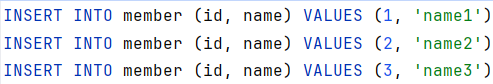 INSERT INTO member (id, name) VALUES (1, 'name1')
INSERT INTO member (id, name) VALUES (2, 'name2')
INSERT INTO member (id, name) VALUES (3, 'name3')